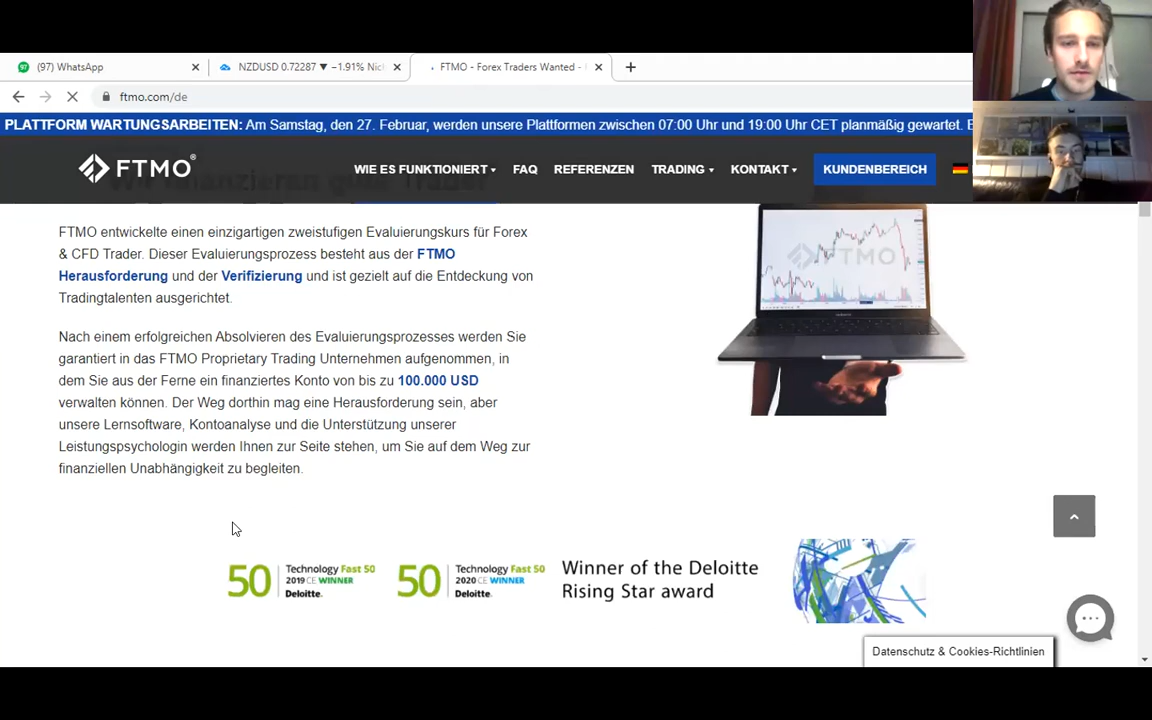 (97) WhatsApp
NZDUSD 0.72287 ▼ −1.91%
FTMO - Forex Traders Wanted -
ftmo.com/de
PLATTFORM WARTUNGSARBEITEN: Am Samstag, den 27. Februar, werden unsere Plattformen zwischen 07:00 Uhr und 19:00 Uhr CET planmäßig gewartet. E
FTMO®
WIE ES FUNKTIONIERT
FAQ
REFERENZEN
TRADING
KONTAKT
KUNDENBEREICH
Wir finanzieren gute Trader
FTMO entwickelte einen einzigartigen zweistufigen Evaluierungskurs für Forex
& CFD Trader. Dieser Evaluierungsprozess besteht aus der FTMO
Herausforderung und der Verifizierung und ist gezielt auf die Entdeckung von
Tradingtalenten ausgerichtet.
Nach einem erfolgreichen Absolvieren des Evaluierungsprozesses werden Sie
garantiert in das FTMO Proprietary Trading Unternehmen aufgenommen, in
dem Sie aus der Ferne ein finanziertes Konto von bis zu 100.000 USD
verwalten können. Der Weg dorthin mag eine Herausforderung sein, aber
unsere Lernsoftware, Kontoanalyse und die Unterstützung unserer
Leistungspsychologin werden Ihnen zur Seite stehen, um Sie auf dem Weg zur
finanziellen Unabhängigkeit zu begleiten.
FTMO
50 Technology Fast 50
2019 CE WINNER
Deloitte.
50 Technology Fast 50
2020 CE WINNER
Deloitte.
Winner of the Deloitte
Rising Star award
Datenschutz & Cookies-Richtlinien